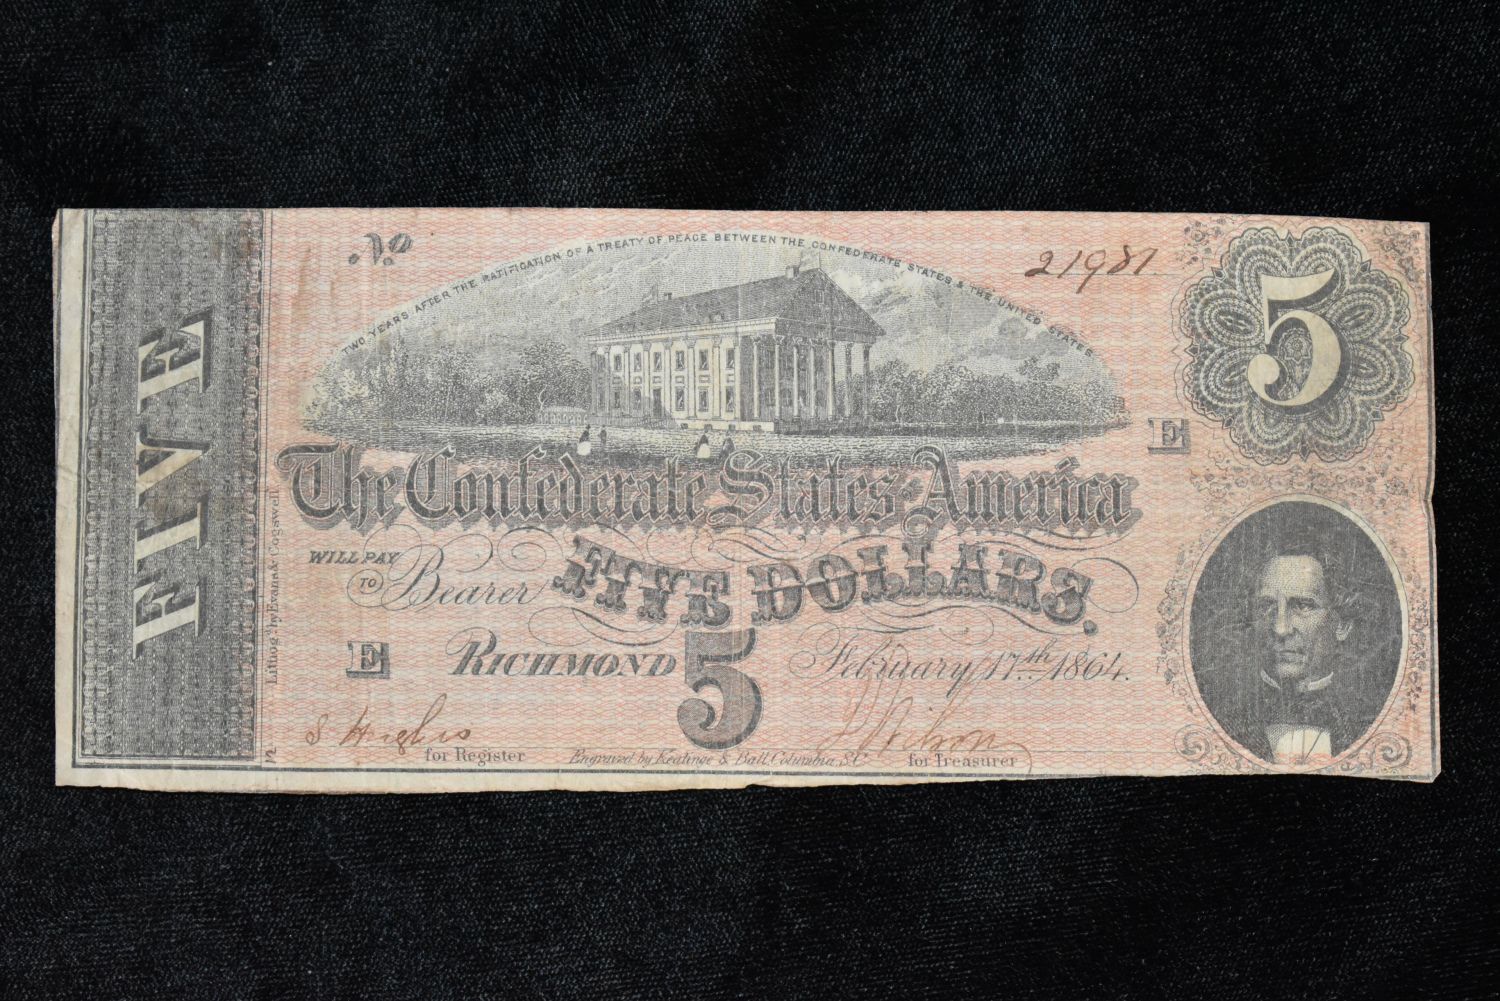 FIVE
No
TWO YEARS AFTER THE RATIFICATION OF A TREATY OF PEACE BETWEEN THE CONFEDERATE STATES & THE UNITED STATES
21981
5
E
The Confederate States of America
WILL PAY
TO Bearer FIVE DOLLARS.
E RICHMOND 5 February 17th 1864.
S Hughes
for Register
Engraved by Keatinge & Ball, Columbia, S.C.
Wilson
for Treasurer
Lithog'd by Evans & Cogswell